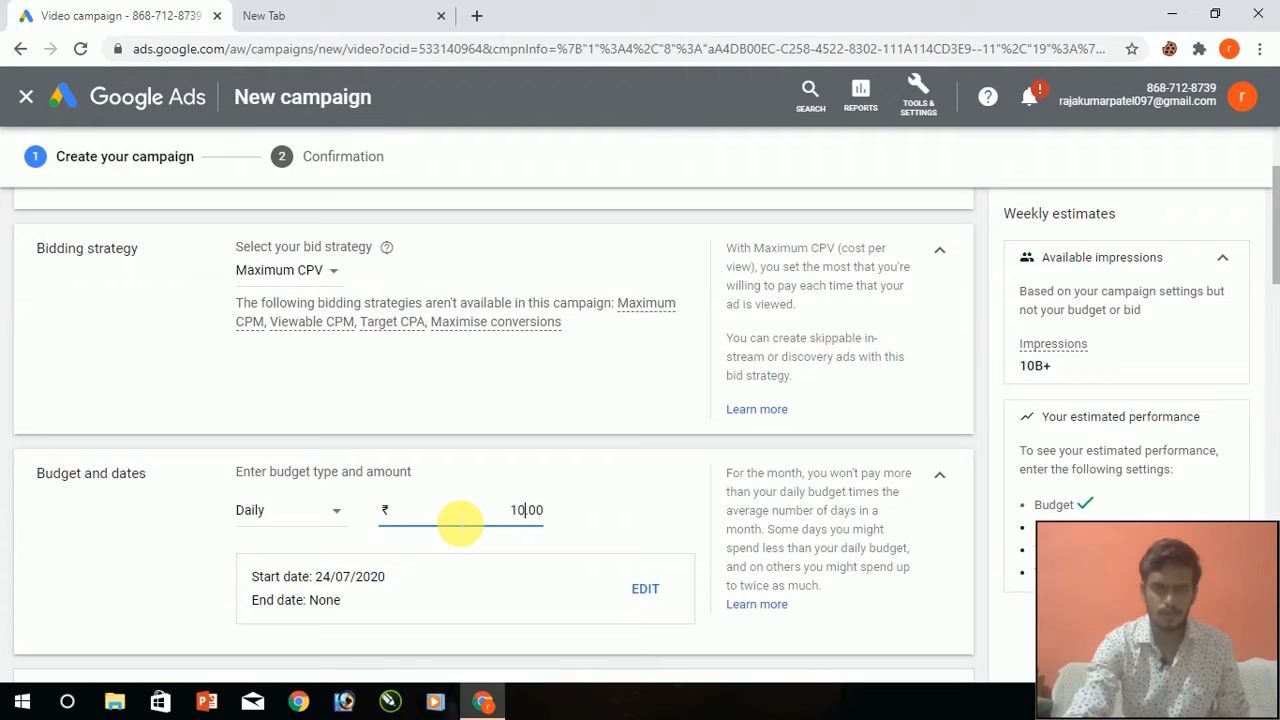 Video campaign - 868-712-8739
New Tab
ads.google.com/aw/campaigns/new/video?ocid=533140964&cmpnInfo=%7B"1"%3A4%2C"8"%3A"aA4DB00EC-C258-4522-8302-111A114CD3E9--11"%2C"19"%3A%7...
Google Ads
New campaign
SEARCH
REPORTS
TOOLS &
SETTINGS
868-712-8739
rajakumarpatel097@gmail.com
r
1 Create your campaign
2 Confirmation
Bidding strategy
Select your bid strategy
Maximum CPV
The following bidding strategies aren't available in this campaign: Maximum
CPM, Viewable CPM, Target CPA, Maximise conversions
With Maximum CPV (cost per
view), you set the most that you're
willing to pay each time that your
ad is viewed.
You can create skippable in-
stream or discovery ads with this
bid strategy.
Learn more
Budget and dates
Enter budget type and amount
Daily
₹ 10.00
Start date: 24/07/2020
End date: None
EDIT
For the month, you won't pay more
than your daily budget times the
average number of days in a
month. Some days you might
spend less than your daily budget,
and on others you might spend up
to twice as much.
Learn more
Weekly estimates
Available impressions
Based on your campaign settings but
not your budget or bid
Impressions
10B+
Your estimated performance
To see your estimated performance,
enter the following settings:
• Budget